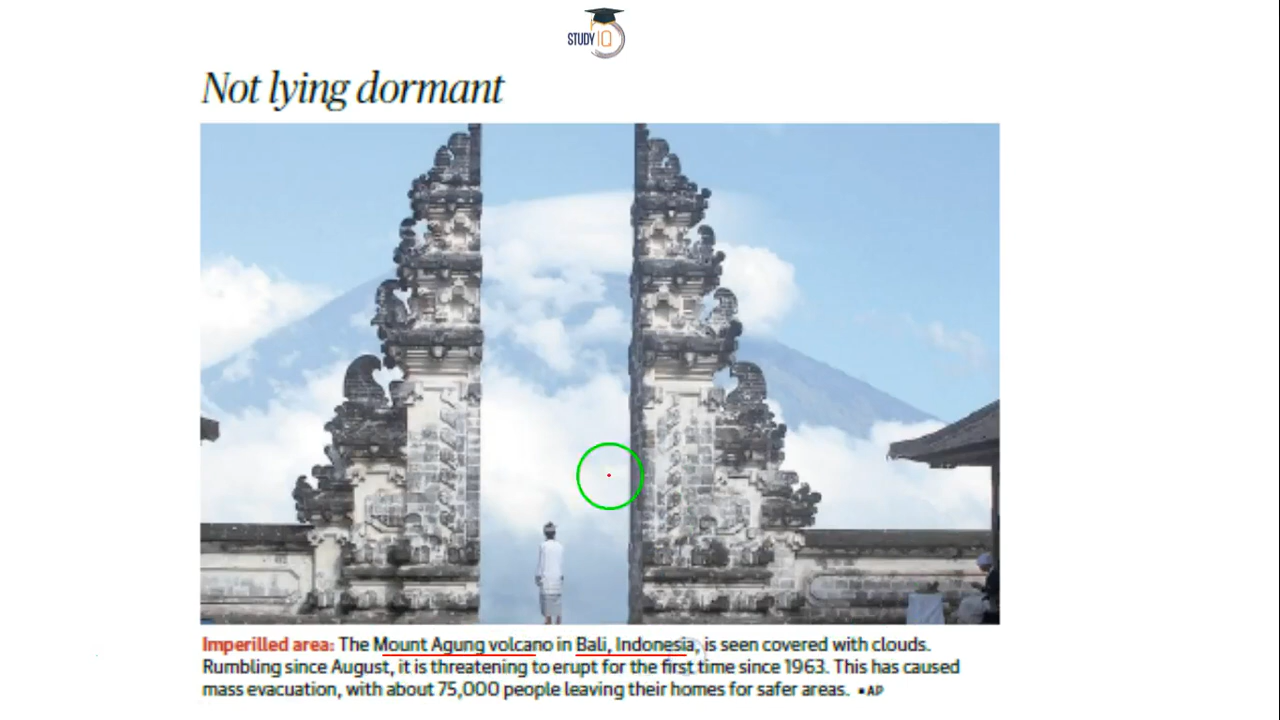 STUDY IQ
Not lying dormant
Imperilled area: The Mount Agung volcano in Bali, Indonesia, is seen covered with clouds.
Rumbling since August, it is threatening to erupt for the first time since 1963. This has caused
mass evacuation, with about 75,000 people leaving their homes for safer areas. ▪AP